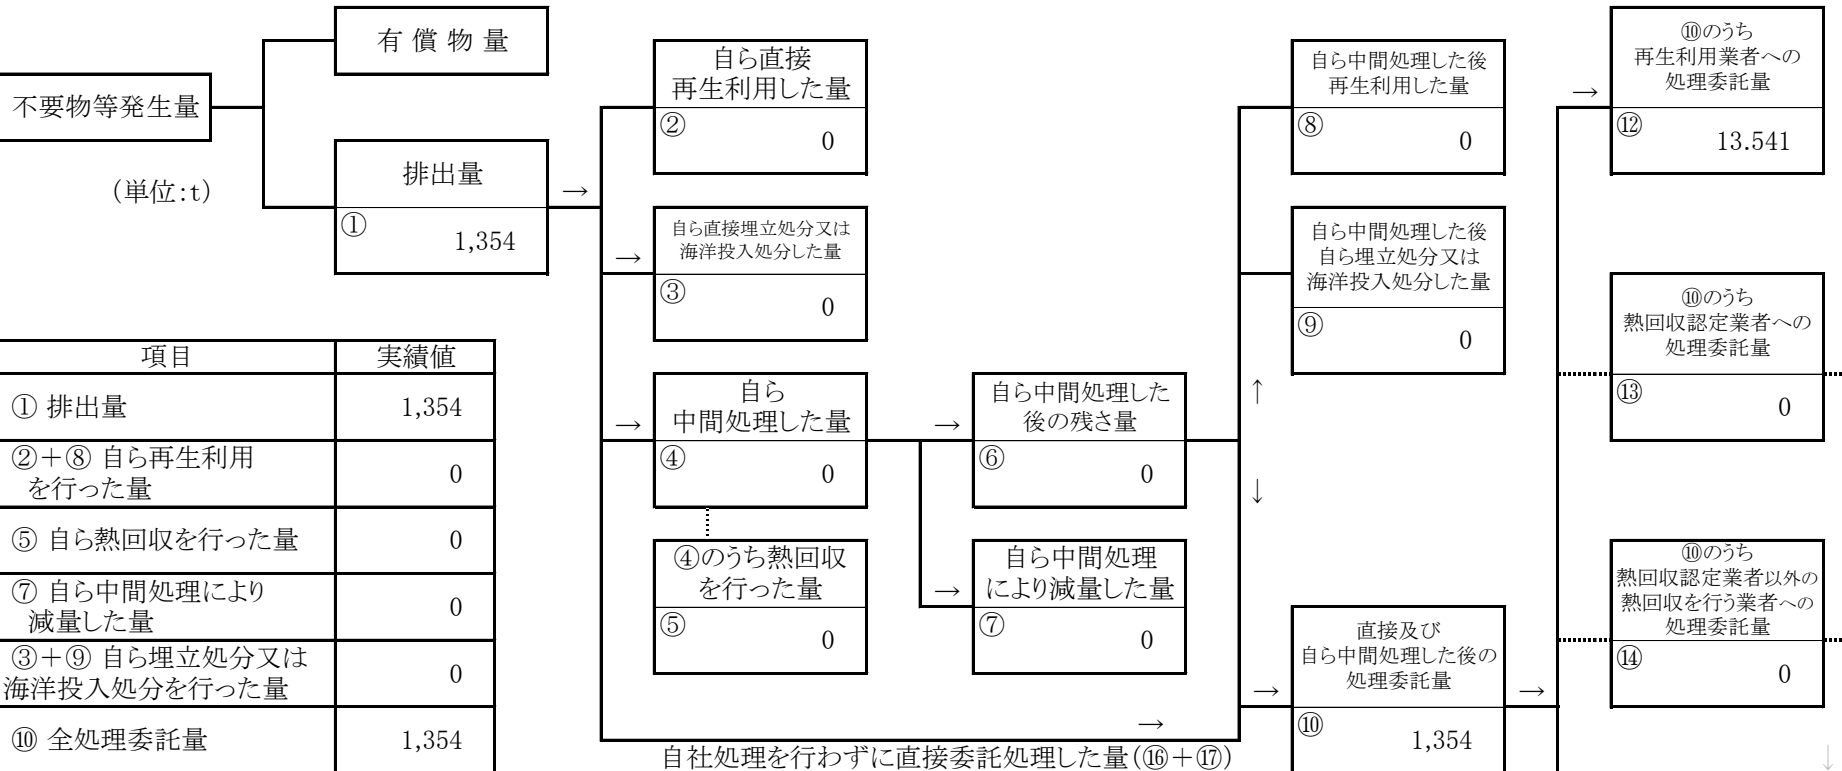 有 償 物 量
不要物等発生量
(単位:t)
排出量
→
①
1,354
自ら直接
再生利用した量
②
0
→
自ら直接埋立処分又は
海洋投入処分した量
③
0
→
自ら
中間処理した量
④
0
④のうち熱回収
を行った量
⑤
0
→
自ら中間処理した
後の残さ量
⑥
0
→
自ら中間処理
により減量した量
⑦
0
自ら中間処理した後
再生利用した量
⑧
0
自ら中間処理した後
自ら埋立処分又は
海洋投入処分した量
⑨
0
↑
↓
→
直接及び
自ら中間処理した後の
処理委託量
⑩
1,354
→
→
自社処理を行わずに直接委託処理した量(⑯+⑰)
→
⑩のうち
再生利用業者への
処理委託量
⑫
13.541
⑩のうち
熱回収認定業者への
処理委託量
⑬
0
⑩のうち
熱回収認定業者以外の
熱回収を行う業者への
処理委託量
⑭
0
↓
項目 実績値
① 排出量 1,354
②+⑧ 自ら再生利用
を行った量 0
⑤ 自ら熱回収を行った量 0
⑦ 自ら中間処理により
減量した量 0
③+⑨ 自ら埋立処分又は
海洋投入処分を行った量 0
⑩ 全処理委託量 1,354